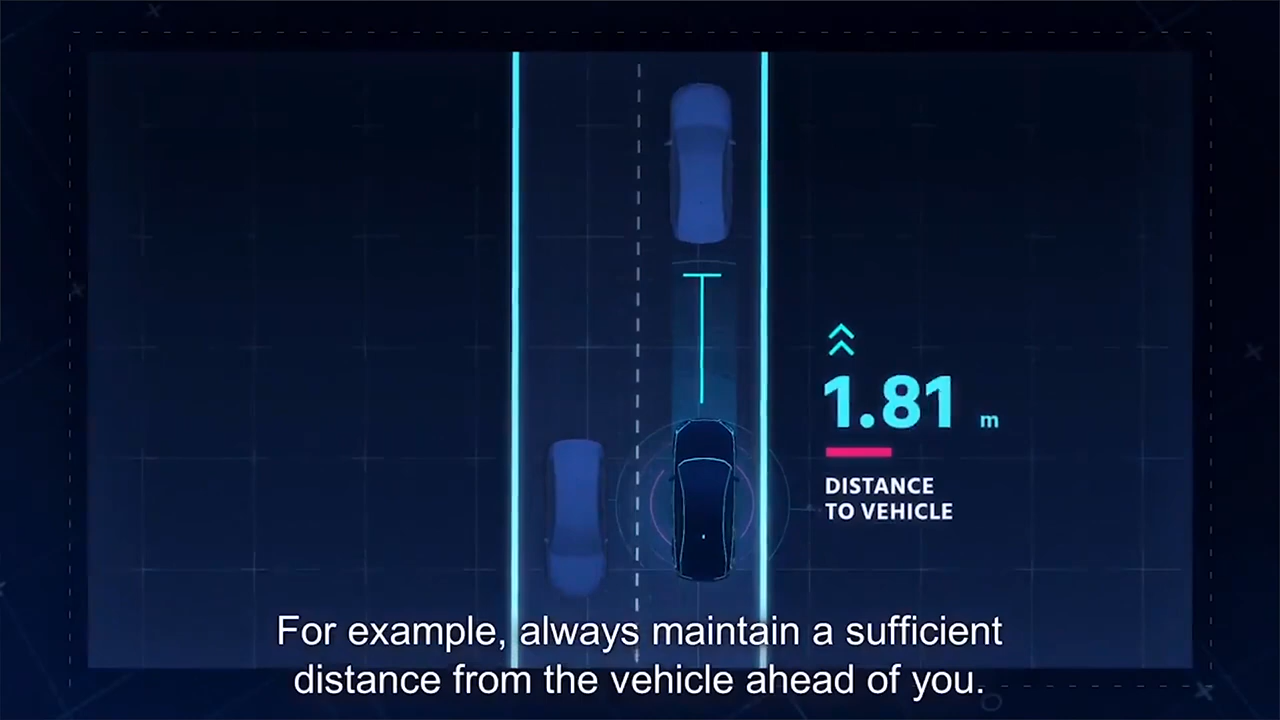 1.81 m
DISTANCE
TO VEHICLE
For example, always maintain a sufficient
distance from the vehicle ahead of you.